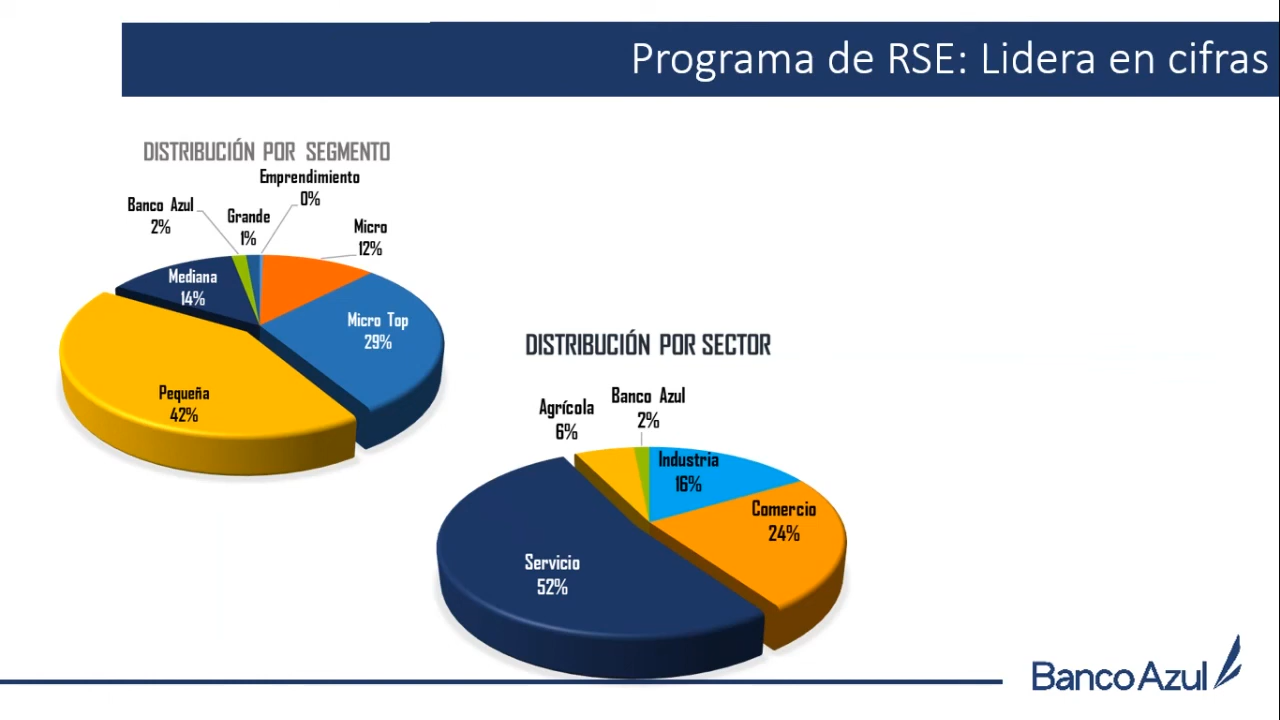 Programa de RSE: Lidera en cifras
DISTRIBUCIÓN POR SEGMENTO
Emprendimiento
0%
Banco Azul
2%
Grande
1%
Micro
12%
Mediana
14%
Micro Top
29%
Pequeña
42%
DISTRIBUCIÓN POR SECTOR
Banco Azul
2%
Agrícola
6%
Industria
16%
Comercio
24%
Servicio
52%
Banco Azul